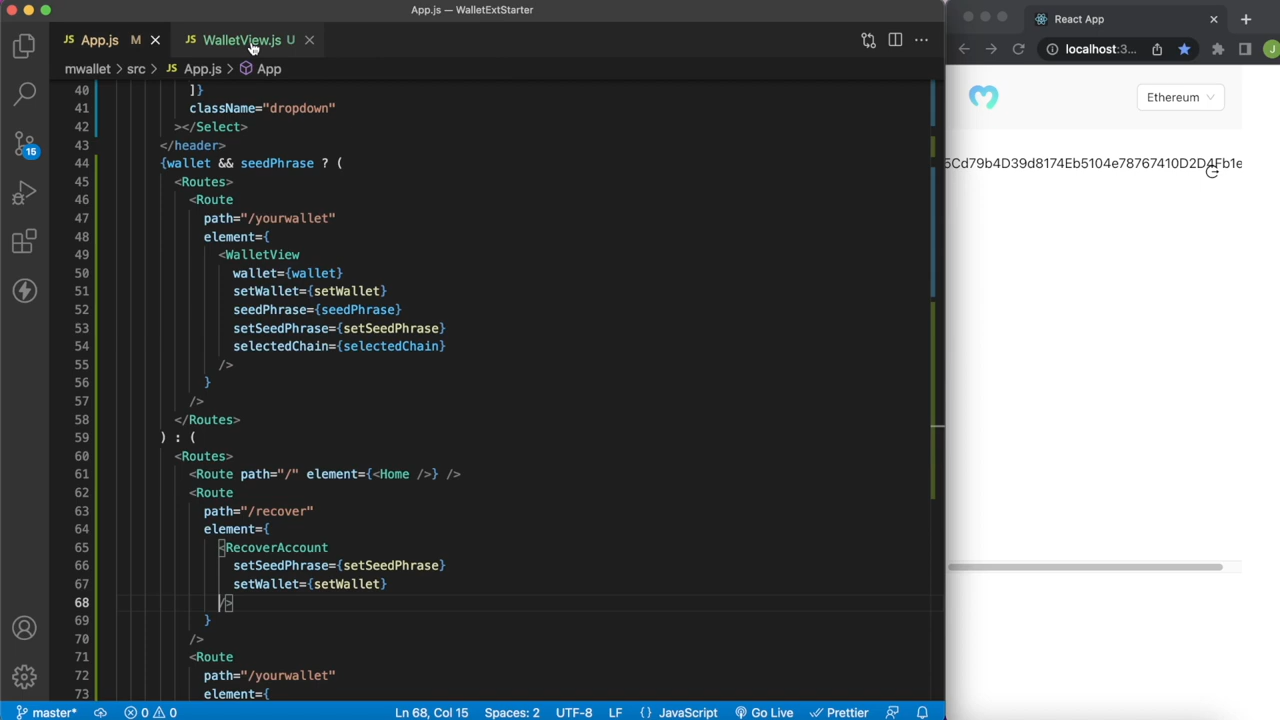 App.js — WalletExtStarter
JS App.js M
JS WalletView.js U
mwallet > src > JS App.js > App
40 ]}
41 className="dropdown"
42 ></Select>
43 </header>
44 {wallet && seedPhrase ? (
45 <Routes>
46 <Route
47 path="/yourwallet"
48 element={
49 <WalletView
50 wallet={wallet}
51 setWallet={setWallet}
52 seedPhrase={seedPhrase}
53 setSeedPhrase={setSeedPhrase}
54 selectedChain={selectedChain}
55 />
56 }
57 />
58 </Routes>
59 ) : (
60 <Routes>
61 <Route path="/" element={<Home />} />
62 <Route
63 path="/recover"
64 element={
65 <RecoverAccount
66 setSeedPhrase={setSeedPhrase}
67 setWallet={setWallet}
68 />
69 }
70 />
71 <Route
72 path="/yourwallet"
73 element={
15
master* 0 0 Ln 68, Col 15 Spaces: 2 UTF-8 LF {} JavaScript Go Live Prettier
React App
localhost:3...
J
Ethereum
5Cd79b4D39d8174Eb5104e78767410D2D4Fb1e